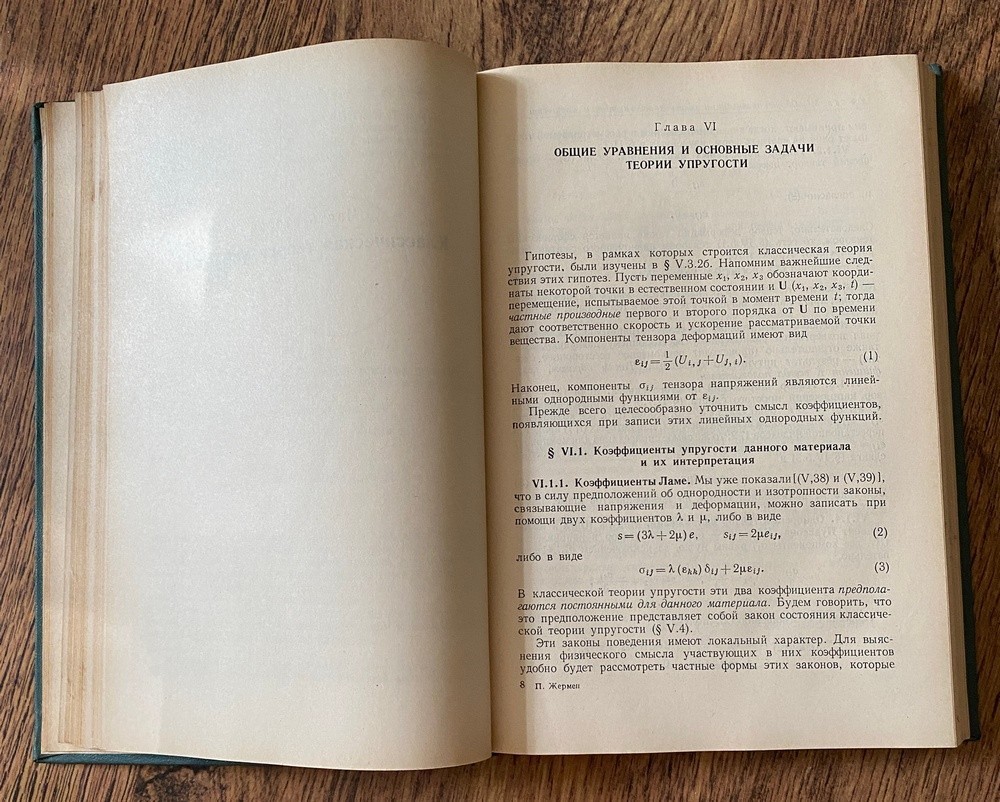 Глава VI
ОБЩИЕ УРАВНЕНИЯ И ОСНОВНЫЕ ЗАДАЧИ
ТЕОРИИ УПРУГОСТИ
Гипотезы, в рамках которых строится классическая теория
упругости, были изучены в § V.3.2б. Напомним важнейшие след-
ствия этих гипотез. Пусть переменные x₁, x₂, x₃ обозначают коорди-
наты некоторой точки в естественном состоянии и U (x₁, x₂, x₃, t) —
перемещение, испытываемое этой точкой в момент времени t; тогда
частные производные первого и второго порядка от U по времени
дают соответственно скорость и ускорение рассматриваемой точки
вещества. Компоненты тензора деформаций имеют вид
εij = 1/2 (Ui,j + Uj,i). (1)
Наконец, компоненты σij тензора напряжений являются линей-
ными однородными функциями от εij.
Прежде всего целесообразно уточнить смысл коэффициентов,
появляющихся при записи этих линейных однородных функций.
§ VI.1. Коэффициенты упругости данного материала
и их интерпретация
VI.1.1. Коэффициенты Ламе. Мы уже показали [(V,38) и (V,39)],
что в силу предположений об однородности и изотропности законы,
связывающие напряжения и деформации, можно записать при
помощи двух коэффициентов λ и μ, либо в виде
s = (3λ + 2μ) e, sij = 2μeij, (2)
либо в виде
σij = λ (εkk) δij + 2μεij. (3)
В классической теории упругости эти два коэффициента предпола-
гаются постоянными для данного материала. Будем говорить, что
это предположение представляет собой закон состояния классиче-
ской теории упругости (§ V.4).
Эти законы поведения имеют локальный характер. Для выяс-
нения физического смысла участвующих в них коэффициентов
удобно будет рассмотреть частные формы этих законов, которые
8 П. Жермен